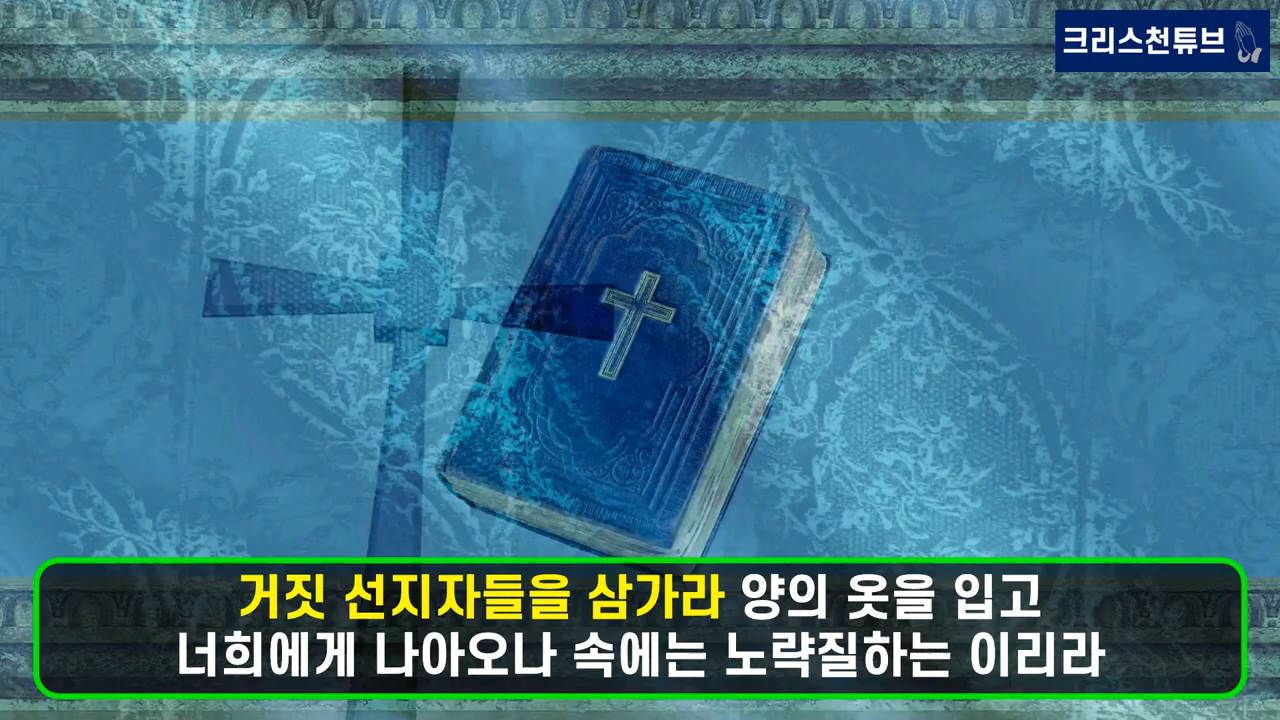 크리스천튜브
거짓 선지자들을 삼가라 양의 옷을 입고
너희에게 나아오나 속에는 노략질하는 이리라